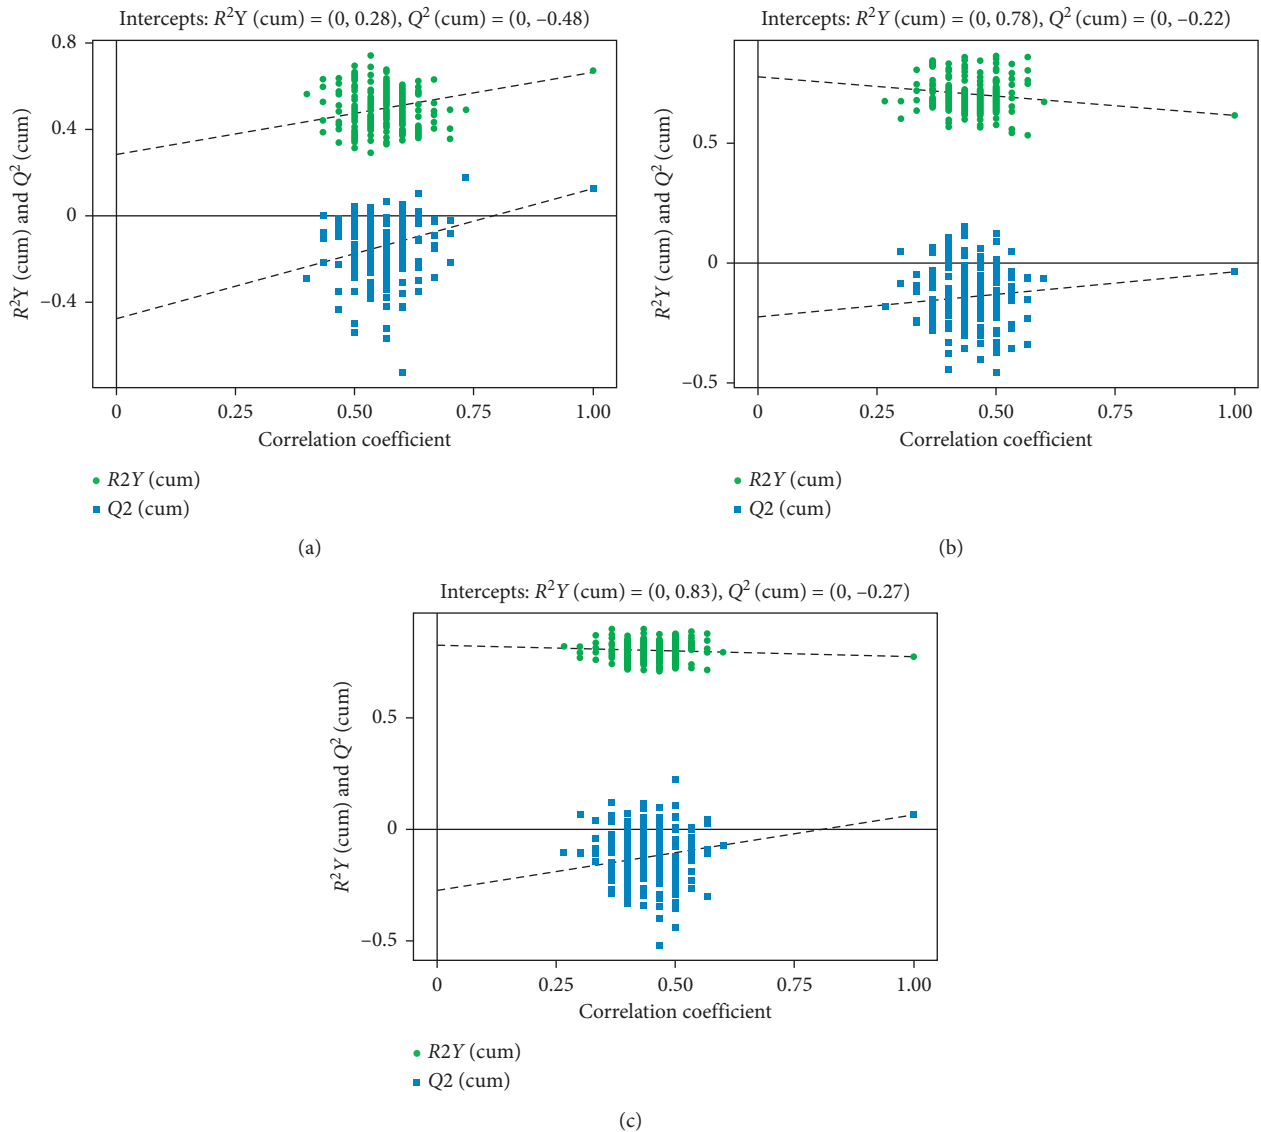 Intercepts: R²Y (cum) = (0, 0.28), Q² (cum) = (0, –0.48)
0.8
0.4
0
–0.4
R²Y (cum) and Q² (cum)
0 0.25 0.50 0.75 1.00
Correlation coefficient
R2Y (cum)
Q2 (cum)
(a)
Intercepts: R²Y (cum) = (0, 0.78), Q² (cum) = (0, –0.22)
0.5
0
–0.5
R²Y (cum) and Q² (cum)
0 0.25 0.50 0.75 1.00
Correlation coefficient
R2Y (cum)
Q2 (cum)
(b)
Intercepts: R²Y (cum) = (0, 0.83), Q² (cum) = (0, –0.27)
0.5
0
–0.5
R²Y (cum) and Q² (cum)
0 0.25 0.50 0.75 1.00
Correlation coefficient
R2Y (cum)
Q2 (cum)
(c)